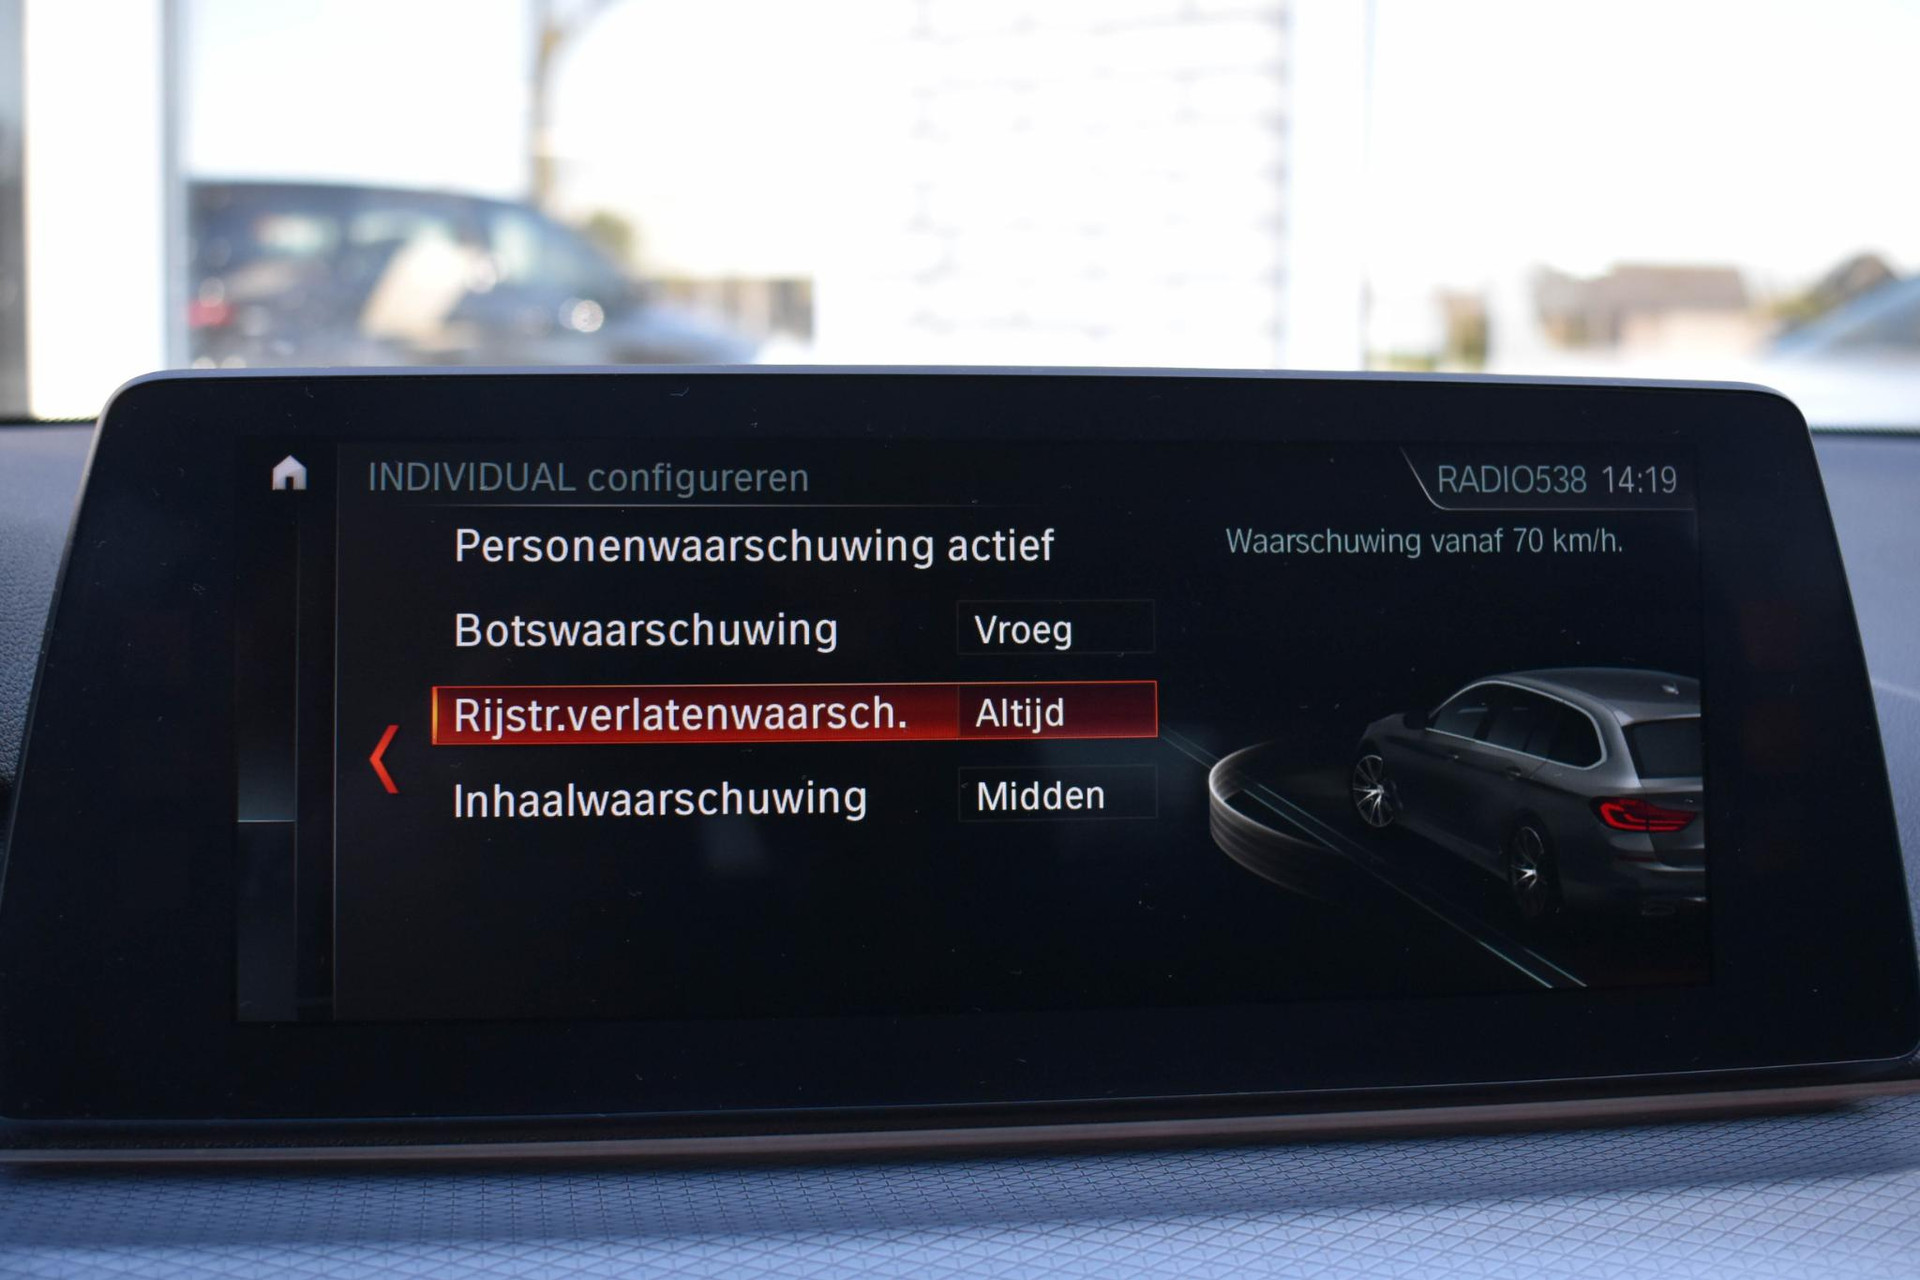 INDIVIDUAL configureren
RADIO538 14:19
Personenwaarschuwing actief
Waarschuwing vanaf 70 km/h.
Botswaarschuwing Vroeg
Rijstr.verlatenwaarsch. Altijd
Inhaalwaarschuwing Midden